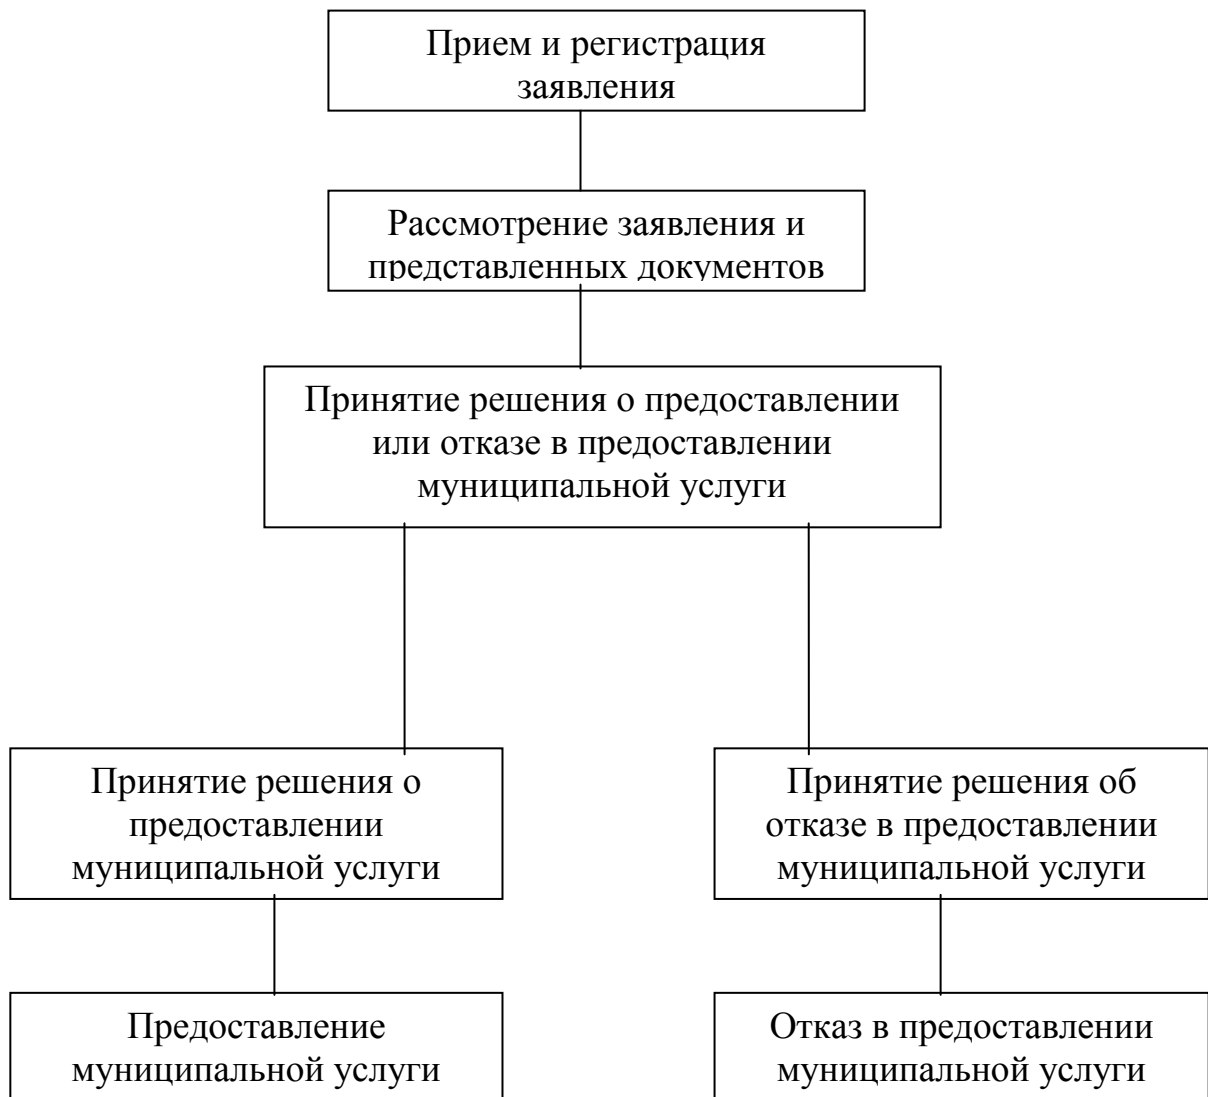 Прием и регистрация
заявления
Рассмотрение заявления и
представленных документов
Принятие решения о предоставлении
или отказе в предоставлении
муниципальной услуги
Принятие решения о
предоставлении
муниципальной услуги
Принятие решения об
отказе в предоставлении
муниципальной услуги
Предоставление
муниципальной услуги
Отказ в предоставлении
муниципальной услуги